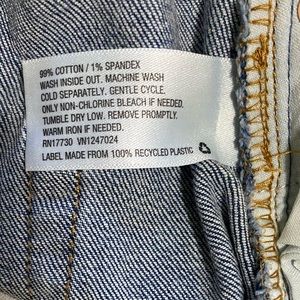 99% COTTON / 1% SPANDEX
WASH INSIDE OUT. MACHINE WASH
COLD SEPARATELY. GENTLE CYCLE.
ONLY NON-CHLORINE BLEACH IF NEEDED.
TUMBLE DRY LOW. REMOVE PROMPTLY.
WARM IRON IF NEEDED.
RN17730 VN1247024
LABEL MADE FROM 100% RECYCLED PLASTIC